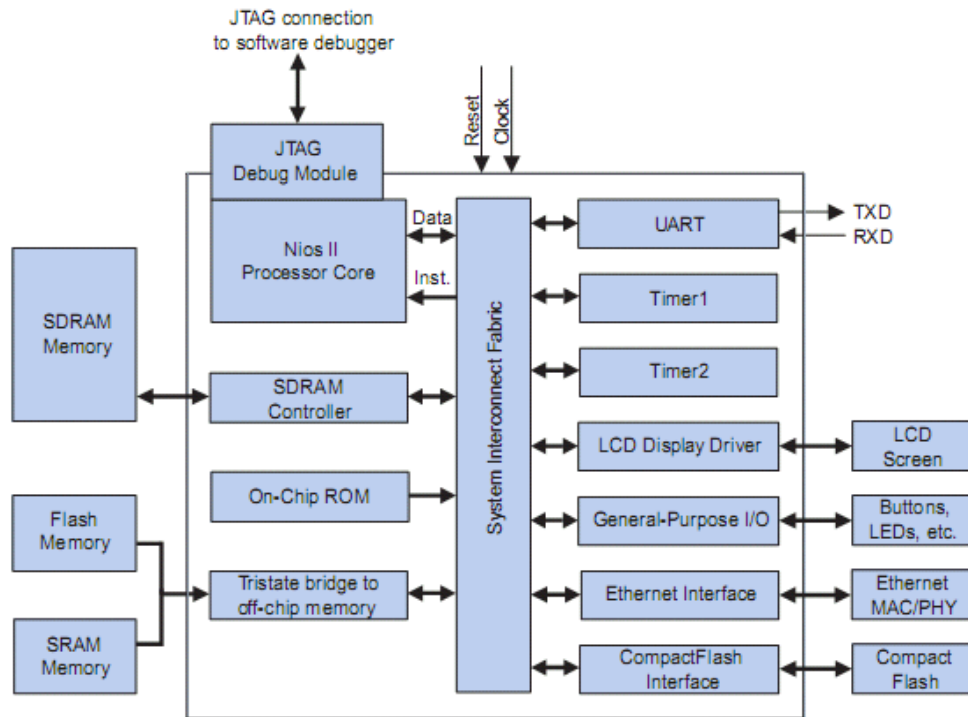 JTAG connection
to software debugger
Reset
Clock
JTAG
Debug Module
Nios II
Processor Core
Data
Inst.
System Interconnect Fabric
UART
TXD
RXD
Timer1
SDRAM
Memory
Timer2
SDRAM
Controller
LCD Display Driver
LCD
Screen
On-Chip ROM
General-Purpose I/O
Buttons,
LEDs, etc.
Flash
Memory
Tristate bridge to
off-chip memory
Ethernet Interface
Ethernet
MAC/PHY
SRAM
Memory
CompactFlash
Interface
Compact
Flash